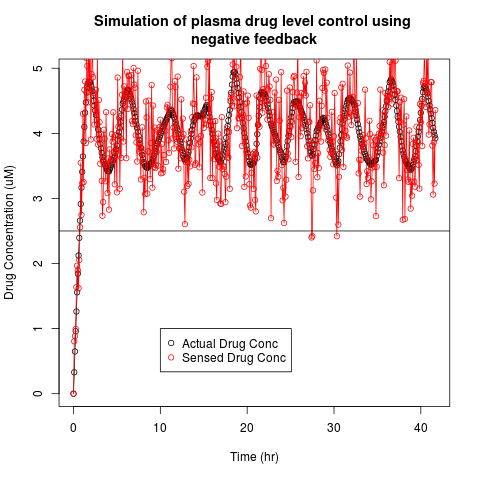 Simulation of plasma drug level control using
negative feedback
Drug Concentration (uM)
5
4
3
2
1
0
Actual Drug Conc
Sensed Drug Conc
0
10
20
30
40
Time (hr)